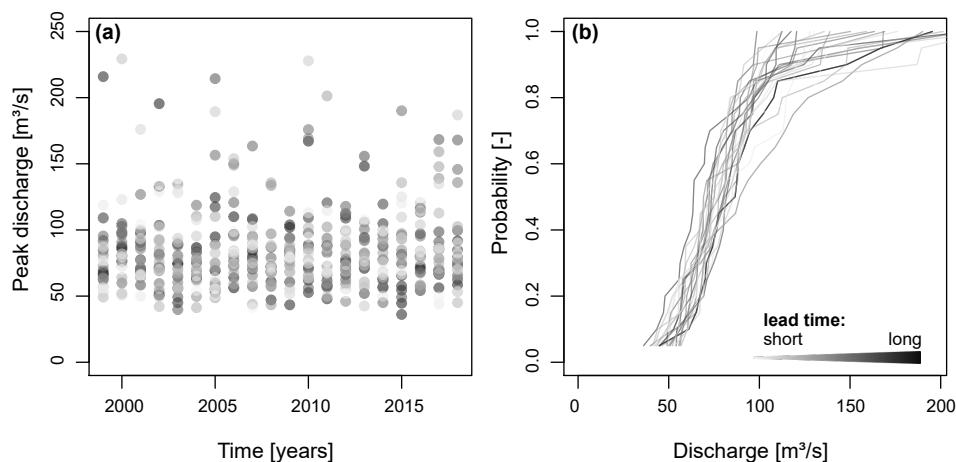 (a)
Peak discharge [m³/s]
250
200
150
100
50
0
2000 2005 2010 2015
Time [years]
(b)
Probability [-]
1.0
0.8
0.6
0.4
0.2
0.0
lead time:
short long
0 50 100 150 200
Discharge [m³/s]